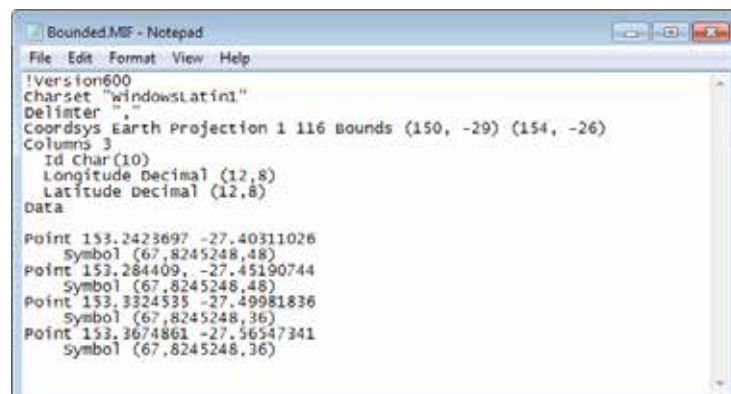 Bounded.MIF - Notepad
File Edit Format View Help
!Version600
Charset "WindowsLatin1"
Delimter ","
Coordsys Earth Projection 1 116 Bounds (150, -29) (154, -26)
Columns 3
Id Char(10)
Longitude Decimal (12,8)
Latitude Decimal (12,8)
Data
Point 153.2423697 -27.40311026
Symbol (67,8245248,48)
Point 153.284409, -27.45190744
Symbol (67,8245248,48)
Point 153.3324535 -27.49981836
Symbol (67,8245248,36)
Point 153.3674861 -27.56547341
Symbol (67,8245248,36)